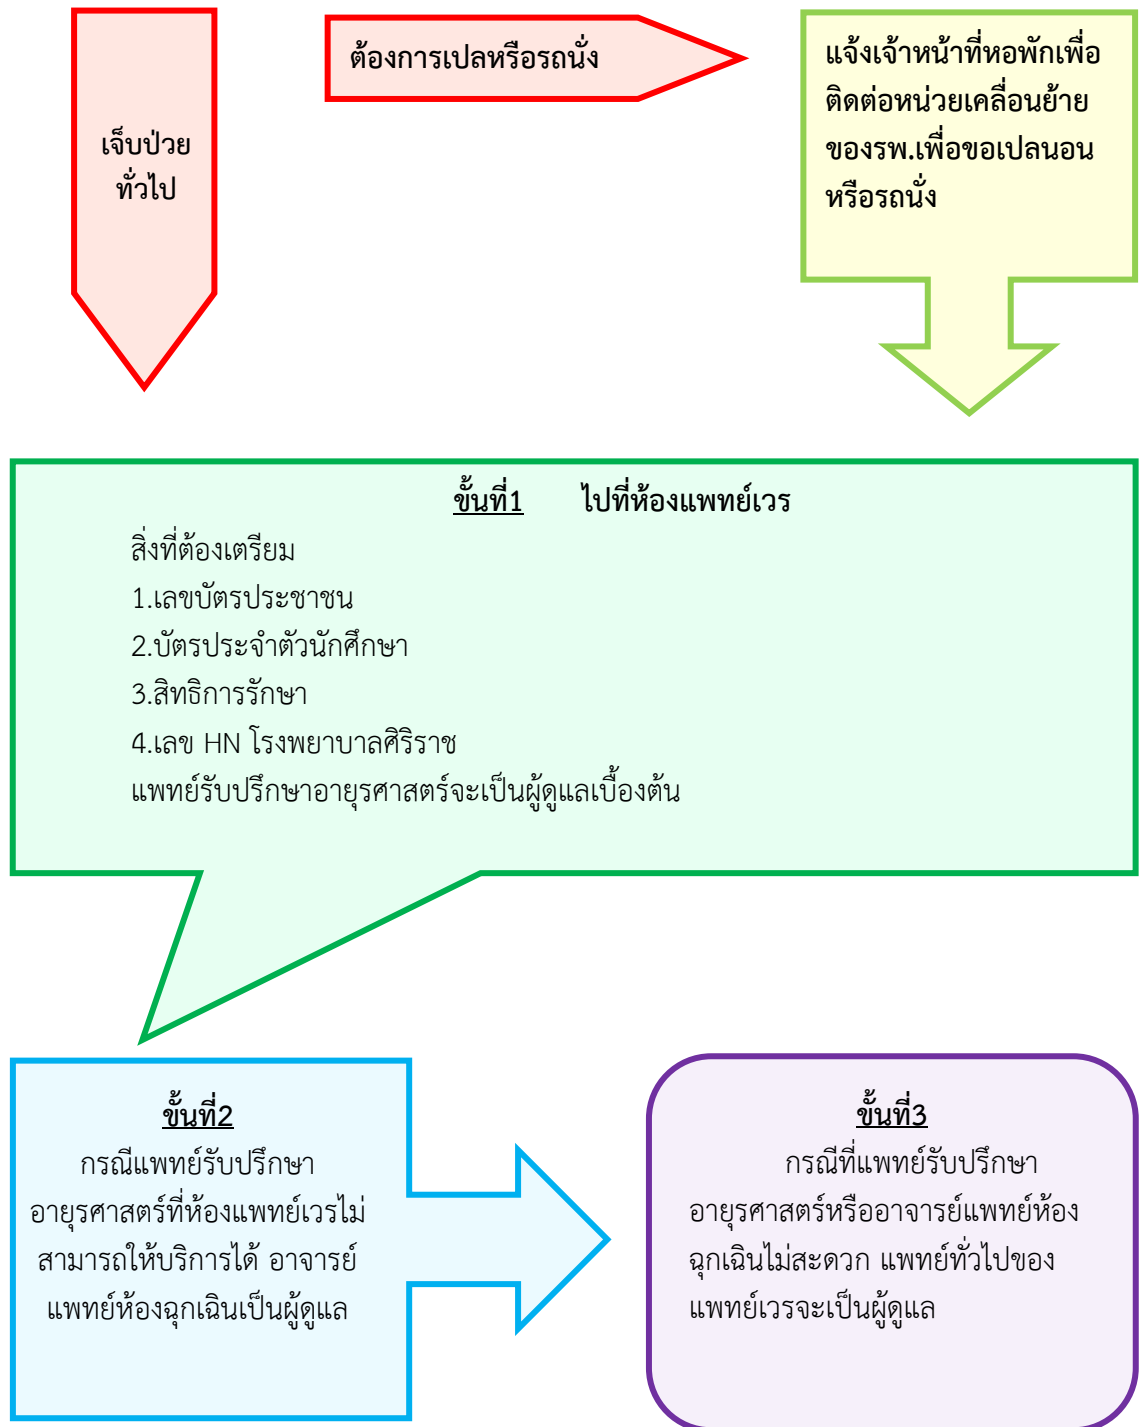 เจ็บป่วย
ทั่วไป
ต้องการเปลหรือรถนั่ง
แจ้งเจ้าหน้าที่หอพักเพื่อ
ติดต่อหน่วยเคลื่อนย้าย
ของรพ.เพื่อขอเปลนอน
หรือรถนั่ง
ขั้นที่1 ไปที่ห้องแพทย์เวร
สิ่งที่ต้องเตรียม
1.เลขบัตรประชาชน
2.บัตรประจำตัวนักศึกษา
3.สิทธิการรักษา
4.เลข HN โรงพยาบาลศิริราช
แพทย์รับปรึกษาอายุรศาสตร์จะเป็นผู้ดูแลเบื้องต้น
ขั้นที่2
กรณีแพทย์รับปรึกษา
อายุรศาสตร์ที่ห้องแพทย์เวรไม่
สามารถให้บริการได้ อาจารย์
แพทย์ห้องฉุกเฉินเป็นผู้ดูแล
ขั้นที่3
กรณีที่แพทย์รับปรึกษา
อายุรศาสตร์หรืออาจารย์แพทย์ห้อง
ฉุกเฉินไม่สะดวก แพทย์ทั่วไปของ
แพทย์เวรจะเป็นผู้ดูแล